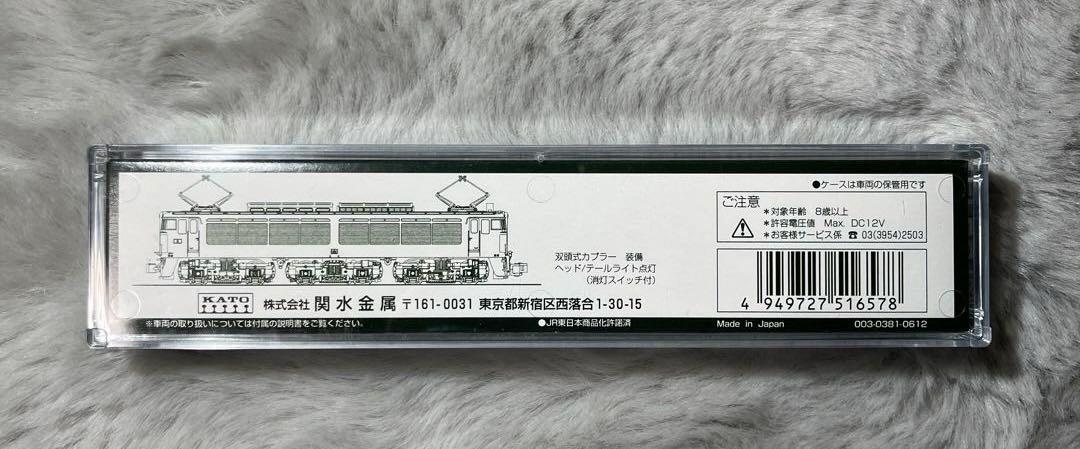 ●ケースは車両の保管用です
ご注意
*対象年齢 8歳以上
*許容電圧値 Max. DC12V
*お客様サービス係 ☎ 03(3954)2503
双頭式カプラー 装備
ヘッド/テールライト点灯
(消灯スイッチ付)
KATO 株式会社 関水金属 〒161-0031 東京都新宿区西落合1-30-15
4 949727 516578
※車両の取り扱いについては付属の説明書をご覧ください。 ●JR東日本商品化許諾済 Made in Japan 003-0381-0612